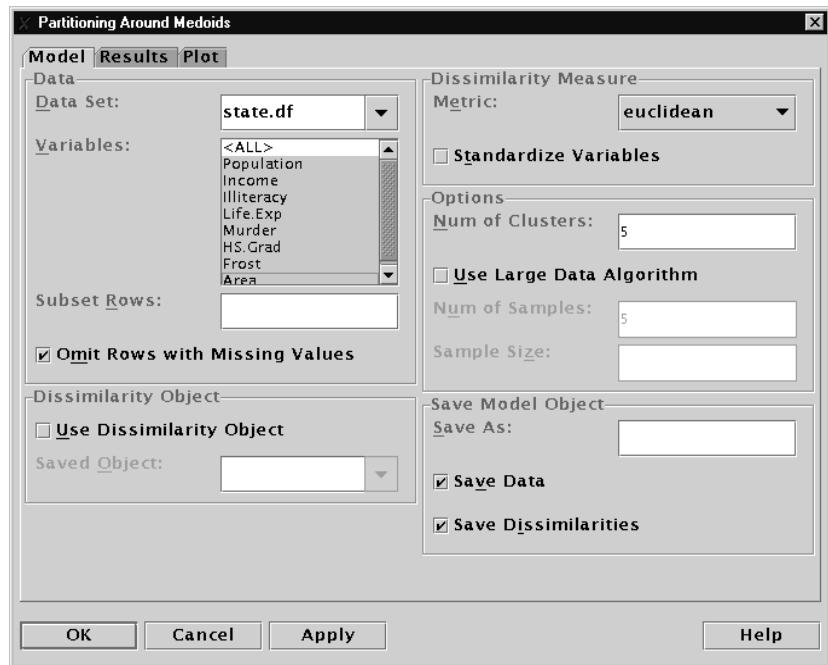 Partitioning Around Medoids
Model Results Plot
Data
Data Set:
state.df
Variables:
<ALL>
Population
Income
Illiteracy
Life.Exp
Murder
HS.Grad
Frost
Area
Subset Rows:
Omit Rows with Missing Values
Dissimilarity Object
Use Dissimilarity Object
Saved Object:
Dissimilarity Measure
Metric:
euclidean
Standardize Variables
Options
Num of Clusters:
5
Use Large Data Algorithm
Num of Samples:
5
Sample Size:
Save Model Object
Save As:
Save Data
Save Dissimilarities
OK Cancel Apply Help